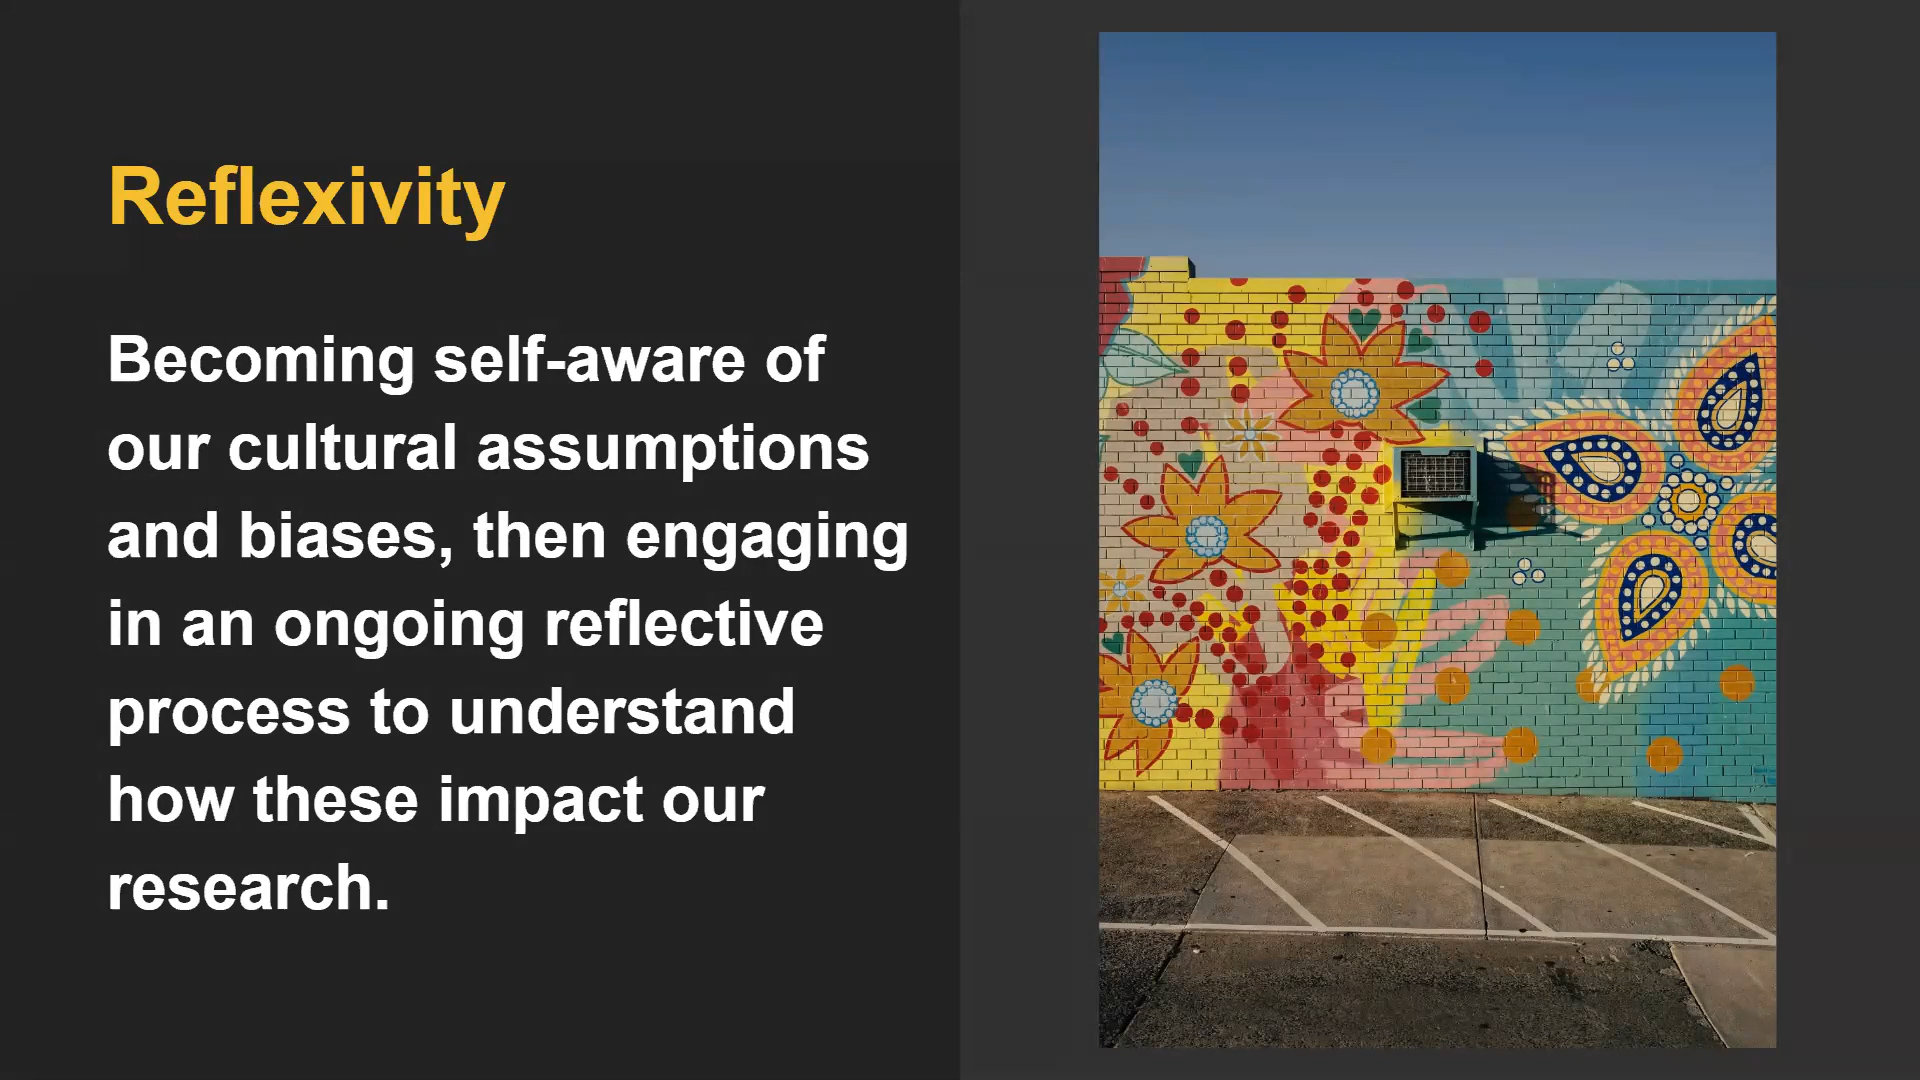 Reflexivity
Becoming self-aware of
our cultural assumptions
and biases, then engaging
in an ongoing reflective
process to understand
how these impact our
research.